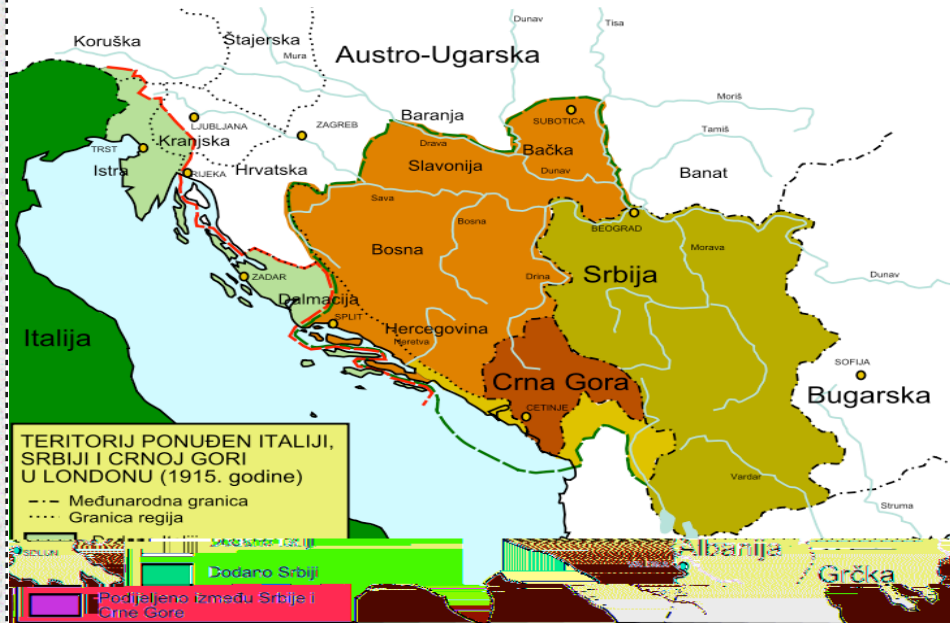 Koruška
Štajerska
Mura
Austro-Ugarska
Dunav
Tisa
Moriš
Baranja
SUBOTICA
LJUBLJANA
ZAGREB
Tamiš
TRST
Kranjska
Drava
Bačka
Slavonija
Istra
RIJEKA
Hrvatska
Dunav
Banat
Sava
Bosna
BEOGRAD
Bosna
Morava
ZADAR
Drina
Srbija
Dunav
Dalmacija
SPLIT
Hercegovina
Neretva
Italija
SOFIJA
Crna Gora
Bugarska
CETINJE
TERITORIJ PONUĐEN ITALIJI,
SRBIJI I CRNOJ GORI
U LONDONU (1915. godine)
Međunarodna granica
Granica regija
Vardar
Struma
Albanija
Dodano Srbiji
Grčka
Podijeljeno između Srbije i
Crne Gore